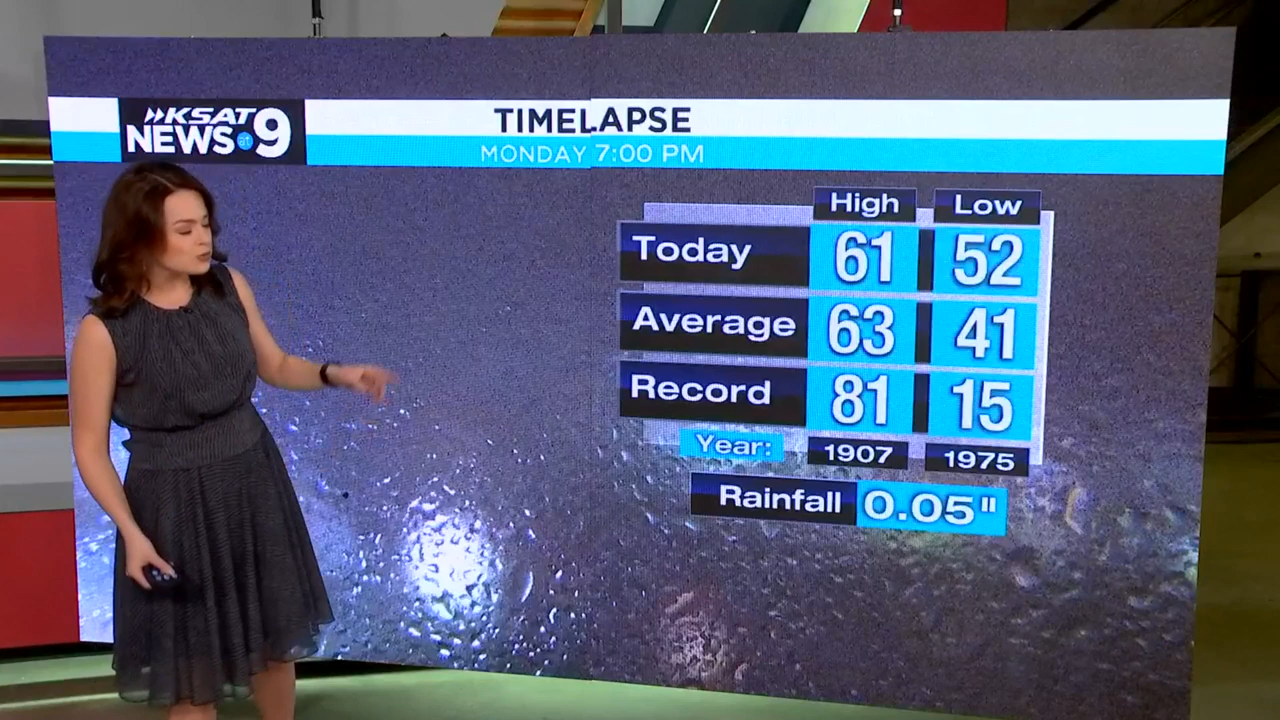 KSAT
NEWS at 9
TIMELAPSE
MONDAY 7:00 PM
High Low
Today 61 52
Average 63 41
Record 81 15
Year: 1907 1975
Rainfall 0.05"